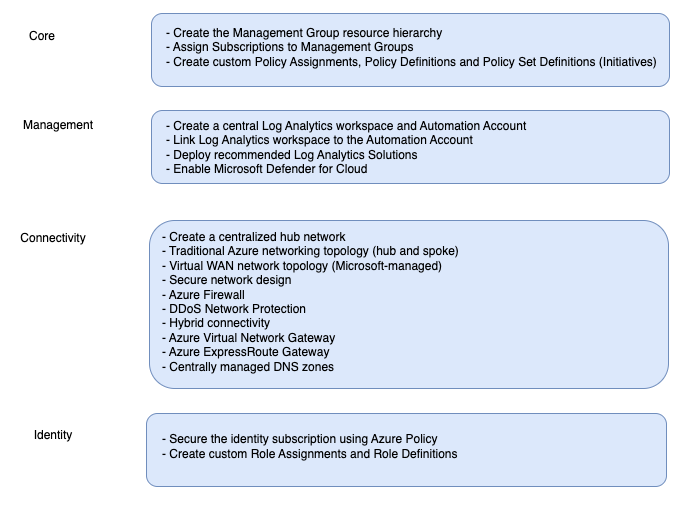 Core
- Create the Management Group resource hierarchy
- Assign Subscriptions to Management Groups
- Create custom Policy Assignments, Policy Definitions and Policy Set Definitions (Initiatives)
Management
- Create a central Log Analytics workspace and Automation Account
- Link Log Analytics workspace to the Automation Account
- Deploy recommended Log Analytics Solutions
- Enable Microsoft Defender for Cloud
Connectivity
- Create a centralized hub network
- Traditional Azure networking topology (hub and spoke)
- Virtual WAN network topology (Microsoft-managed)
- Secure network design
- Azure Firewall
- DDoS Network Protection
- Hybrid connectivity
- Azure Virtual Network Gateway
- Azure ExpressRoute Gateway
- Centrally managed DNS zones
Identity
- Secure the identity subscription using Azure Policy
- Create custom Role Assignments and Role Definitions